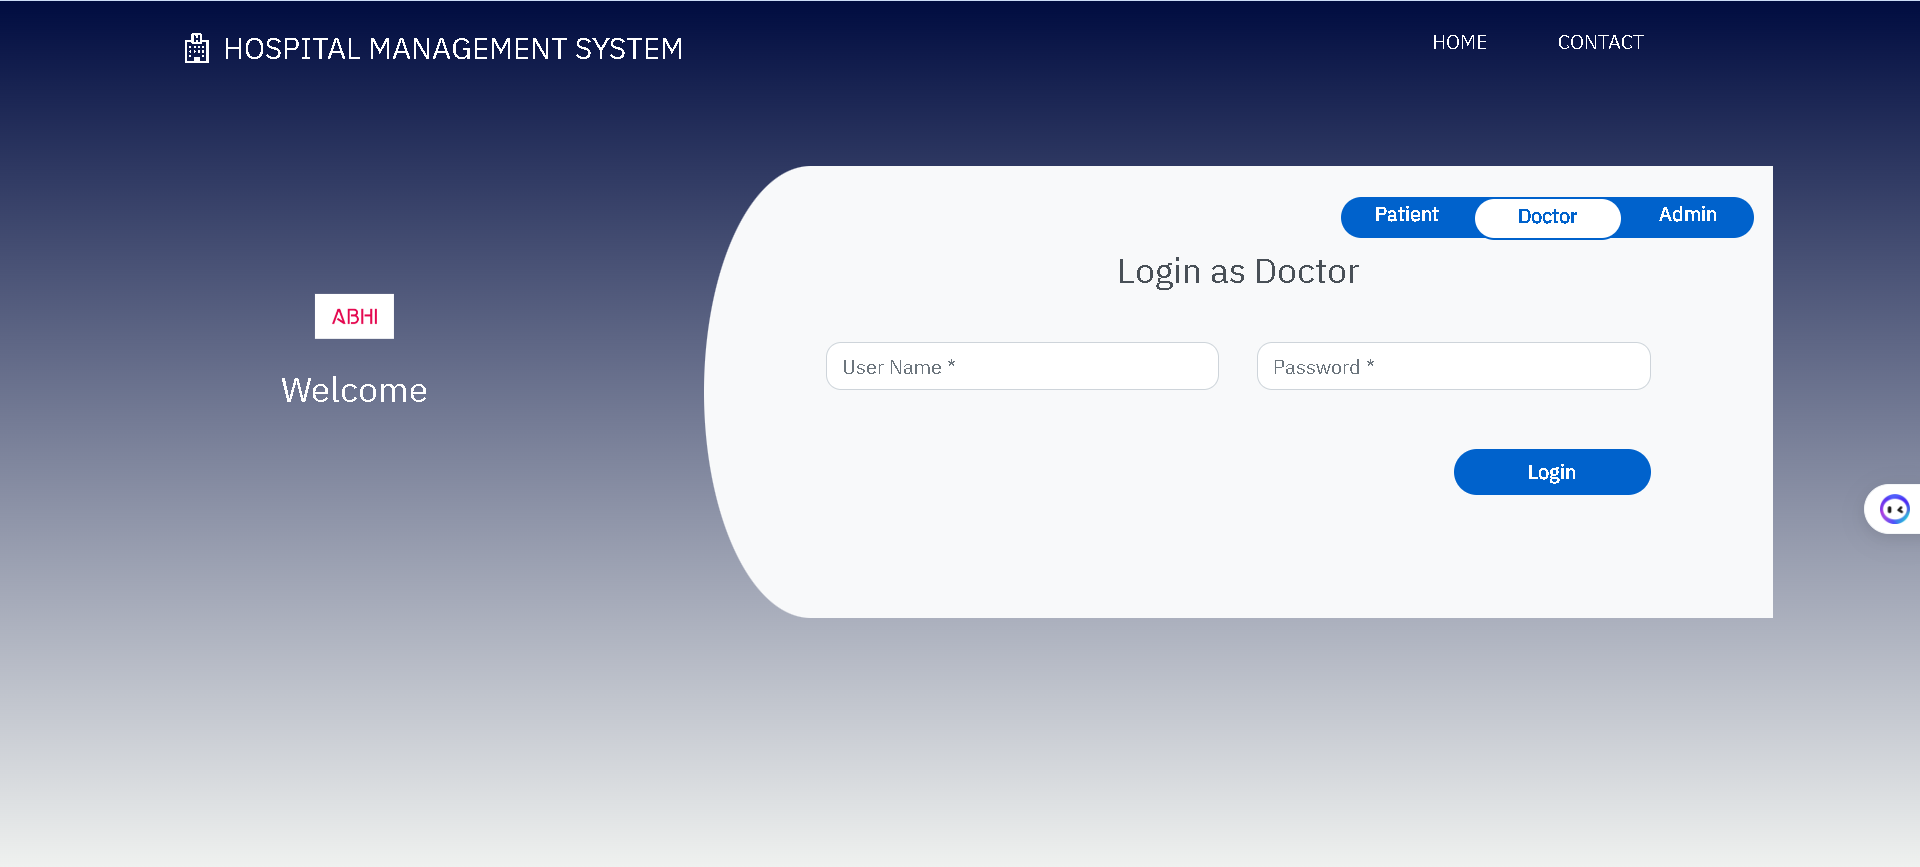 HOSPITAL MANAGEMENT SYSTEM
HOME
CONTACT
Patient
Doctor
Admin
Login as Doctor
ABHI
Welcome
User Name *
Password *
Login